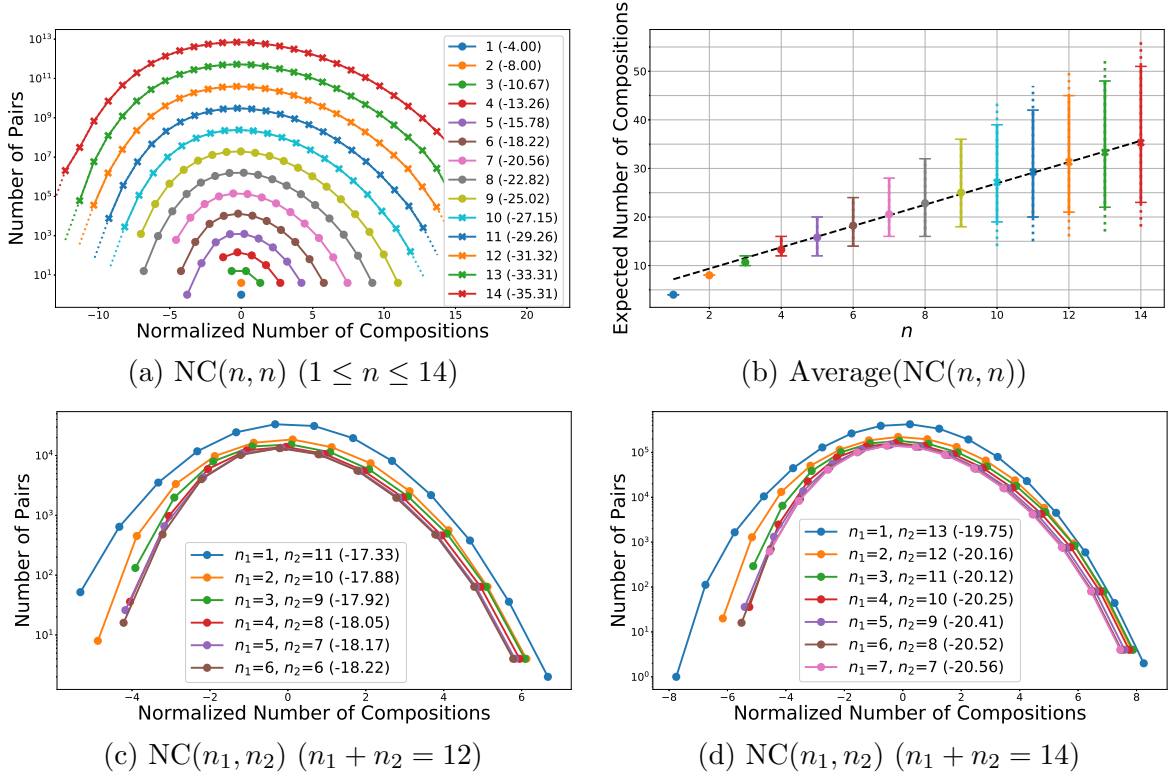 10^13
10^11
10^9
10^7
10^5
10^3
10^1
Number of Pairs
1 (-4.00)
2 (-8.00)
3 (-10.67)
4 (-13.26)
5 (-15.78)
6 (-18.22)
7 (-20.56)
8 (-22.82)
9 (-25.02)
10 (-27.15)
11 (-29.26)
12 (-31.32)
13 (-33.31)
14 (-35.31)
−10 −5 0 5 10 15 20
Normalized Number of Compositions
(a) NC(n, n) (1 ≤ n ≤ 14)
Expected Number of Compositions
50
40
30
20
10
2 4 6 8 10 12 14
n
(b) Average(NC(n, n))
Number of Pairs
10^4
10^3
10^2
10^1
n₁=1, n₂=11 (-17.33)
n₁=2, n₂=10 (-17.88)
n₁=3, n₂=9 (-17.92)
n₁=4, n₂=8 (-18.05)
n₁=5, n₂=7 (-18.17)
n₁=6, n₂=6 (-18.22)
−4 −2 0 2 4 6
Normalized Number of Compositions
(c) NC(n₁, n₂) (n₁ + n₂ = 12)
Number of Pairs
10^5
10^4
10^3
10^2
10^1
10^0
n₁=1, n₂=13 (-19.75)
n₁=2, n₂=12 (-20.16)
n₁=3, n₂=11 (-20.12)
n₁=4, n₂=10 (-20.25)
n₁=5, n₂=9 (-20.41)
n₁=6, n₂=8 (-20.52)
n₁=7, n₂=7 (-20.56)
−8 −6 −4 −2 0 2 4 6 8
Normalized Number of Compositions
(d) NC(n₁, n₂) (n₁ + n₂ = 14)